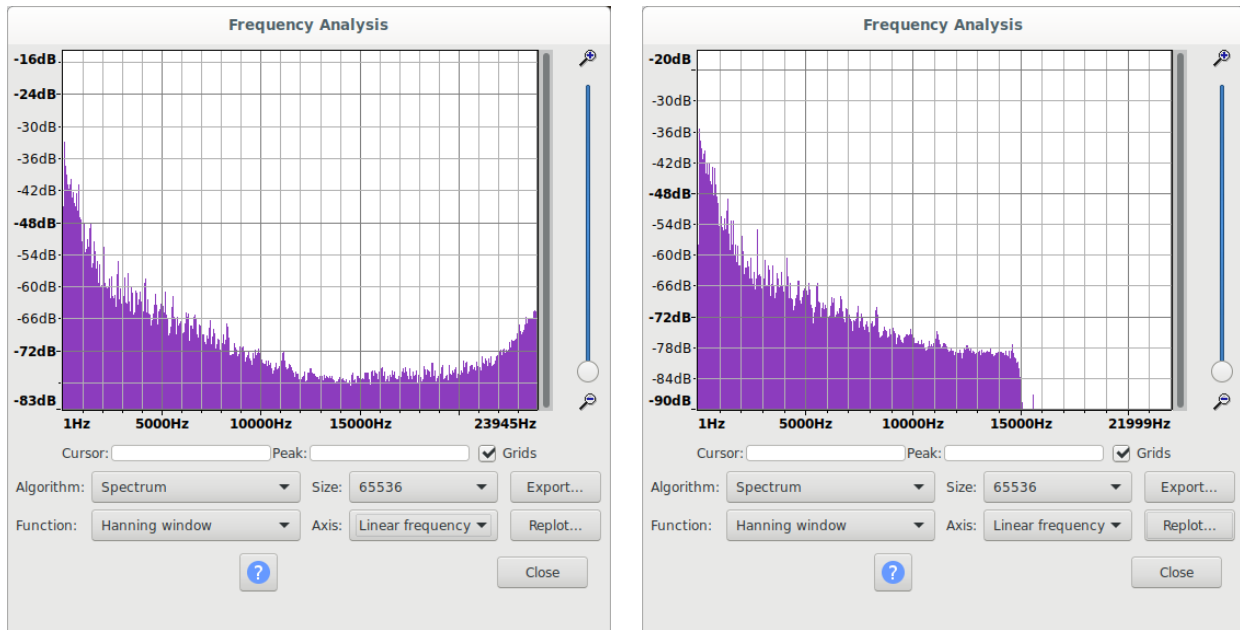 Frequency Analysis
-16dB
-24dB
-30dB
-36dB
-42dB
-48dB
-54dB
-60dB
-66dB
-72dB
-83dB
1Hz 5000Hz 10000Hz 15000Hz 23945Hz
Cursor: Peak: Grids
Algorithm: Spectrum Size: 65536 Export...
Function: Hanning window Axis: Linear frequency Replot...
?
Close
Frequency Analysis
-20dB
-30dB
-36dB
-42dB
-48dB
-54dB
-60dB
-66dB
-72dB
-78dB
-84dB
-90dB
1Hz 5000Hz 10000Hz 15000Hz 21999Hz
Cursor: Peak: Grids
Algorithm: Spectrum Size: 65536 Export...
Function: Hanning window Axis: Linear frequency Replot...
?
Close